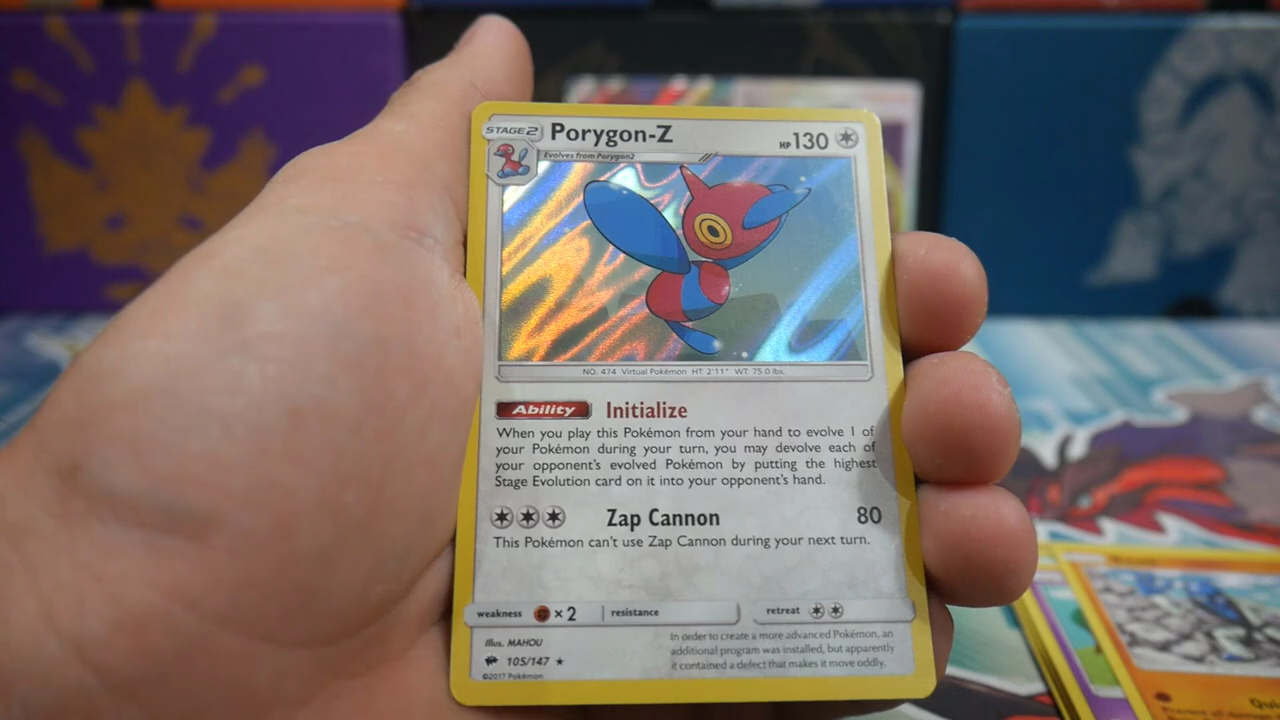 STAGE 2
Porygon-Z
HP 130
Evolves from Porygon2
NO. 474 Virtual Pokémon HT: 2'11" WT: 75.0 lbs.
Ability Initialize
When you play this Pokémon from your hand to evolve 1 of
your Pokémon during your turn, you may devolve each of
your opponent's evolved Pokémon by putting the highest
Stage Evolution card on it into your opponent's hand.
Zap Cannon 80
This Pokémon can't use Zap Cannon during your next turn.
weakness ×2 resistance retreat
Illus. MAHOU
105/147
©2017 Pokémon
In order to create a more advanced Pokémon, an
additional program was installed, but apparently
it contained a defect that makes it move oddly.